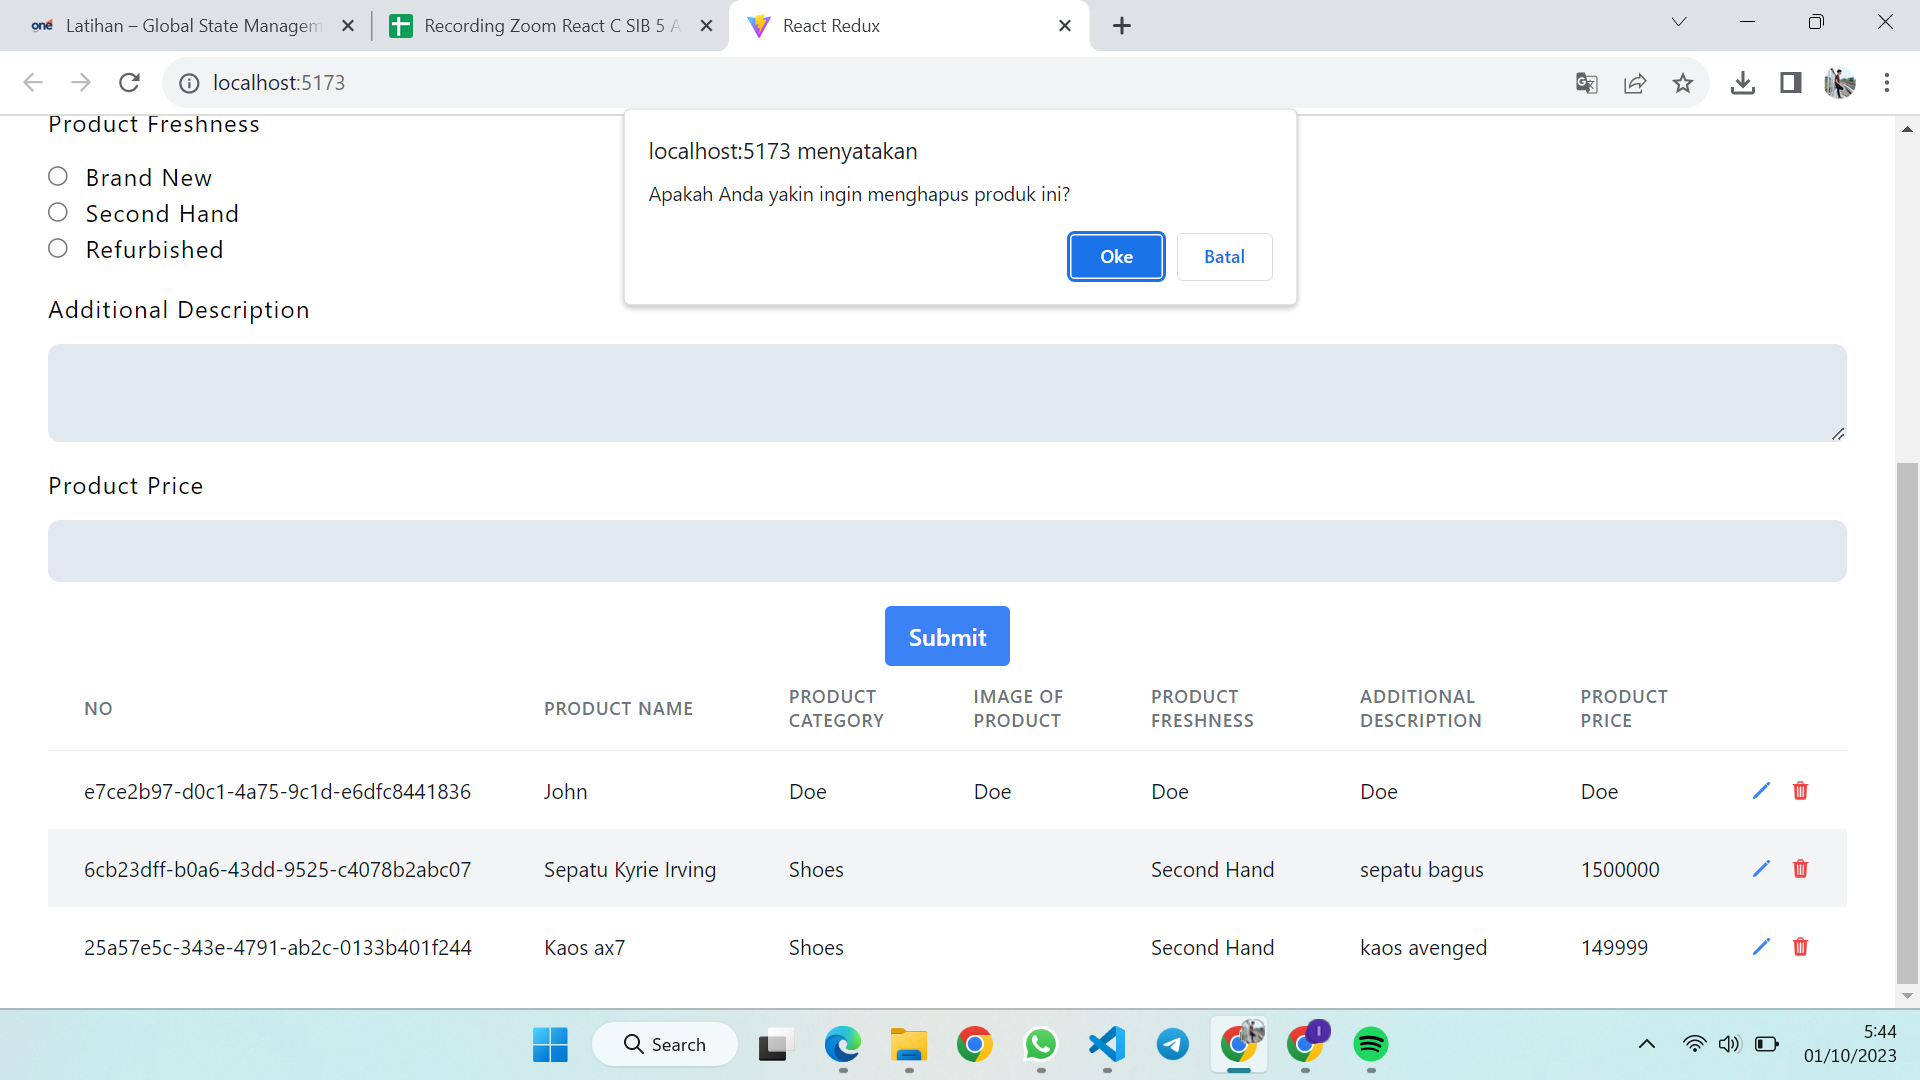 one Latihan – Global State Managem
Recording Zoom React C SIB 5 A
React Redux
localhost:5173
Product Freshness
localhost:5173 menyatakan
Apakah Anda yakin ingin menghapus produk ini?
Oke
Batal
Brand New
Second Hand
Refurbished
Additional Description
Product Price
Submit
NO PRODUCT NAME PRODUCT CATEGORY IMAGE OF PRODUCT PRODUCT FRESHNESS ADDITIONAL DESCRIPTION PRODUCT PRICE
e7ce2b97-d0c1-4a75-9c1d-e6dfc8441836 John Doe Doe Doe Doe Doe
6cb23dff-b0a6-43dd-9525-c4078b2abc07 Sepatu Kyrie Irving Shoes Second Hand sepatu bagus 1500000
25a57e5c-343e-4791-ab2c-0133b401f244 Kaos ax7 Shoes Second Hand kaos avenged 149999
Search
I
5:44
01/10/2023